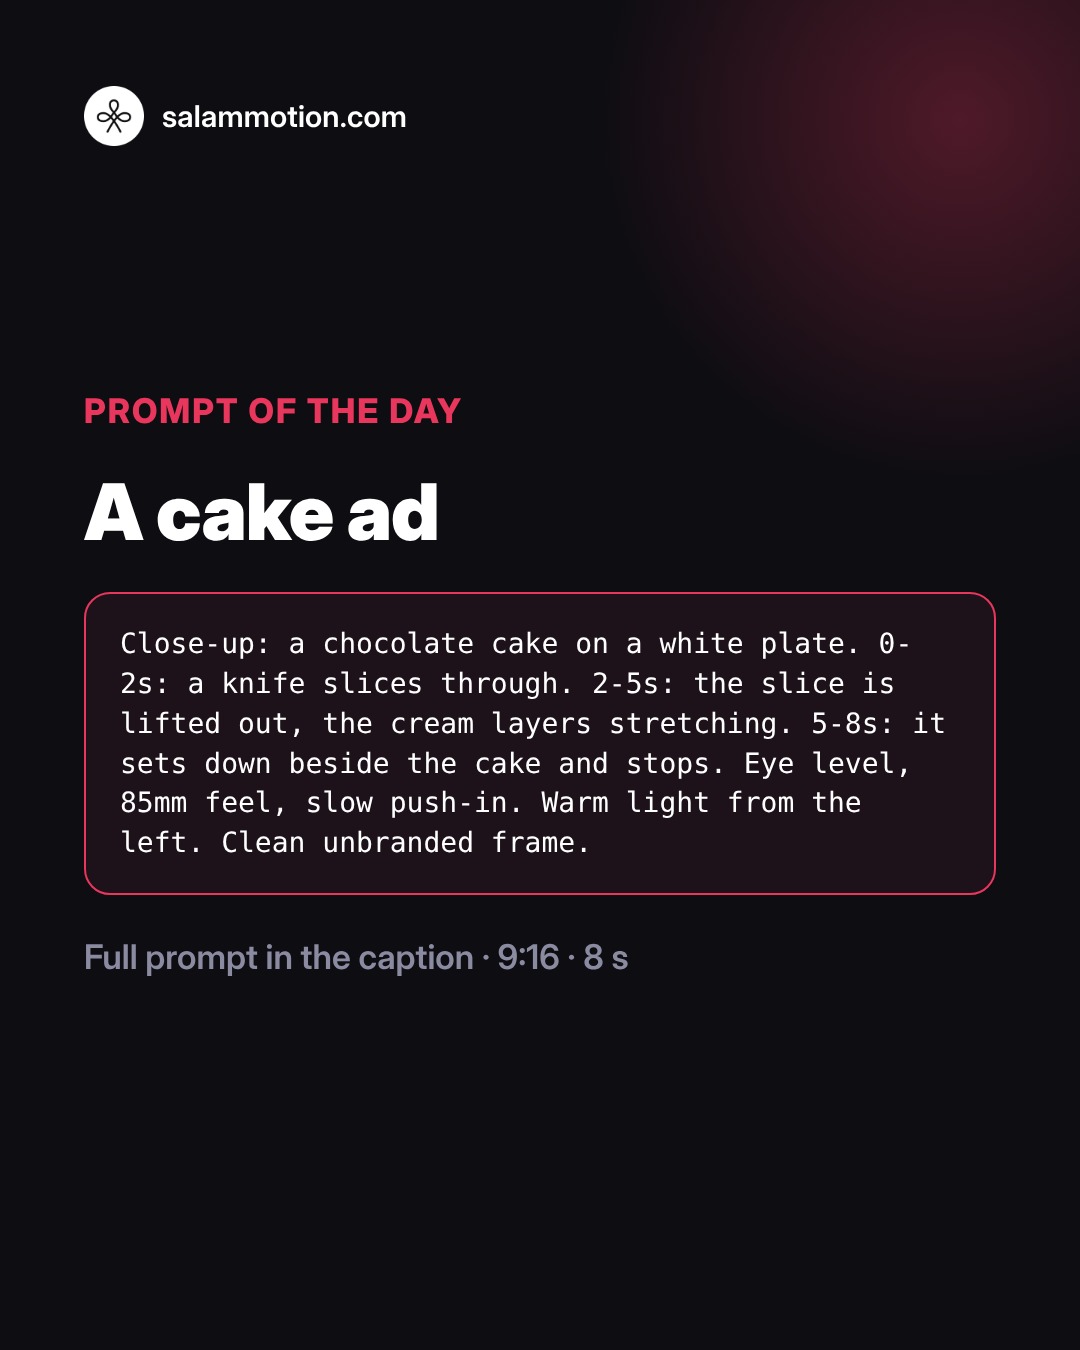 salammotion.com
PROMPT OF THE DAY
A cake ad
Close-up: a chocolate cake on a white plate. 0-
2s: a knife slices through. 2-5s: the slice is
lifted out, the cream layers stretching. 5-8s: it
sets down beside the cake and stops. Eye level,
85mm feel, slow push-in. Warm light from the
left. Clean unbranded frame.
Full prompt in the caption · 9:16 · 8 s